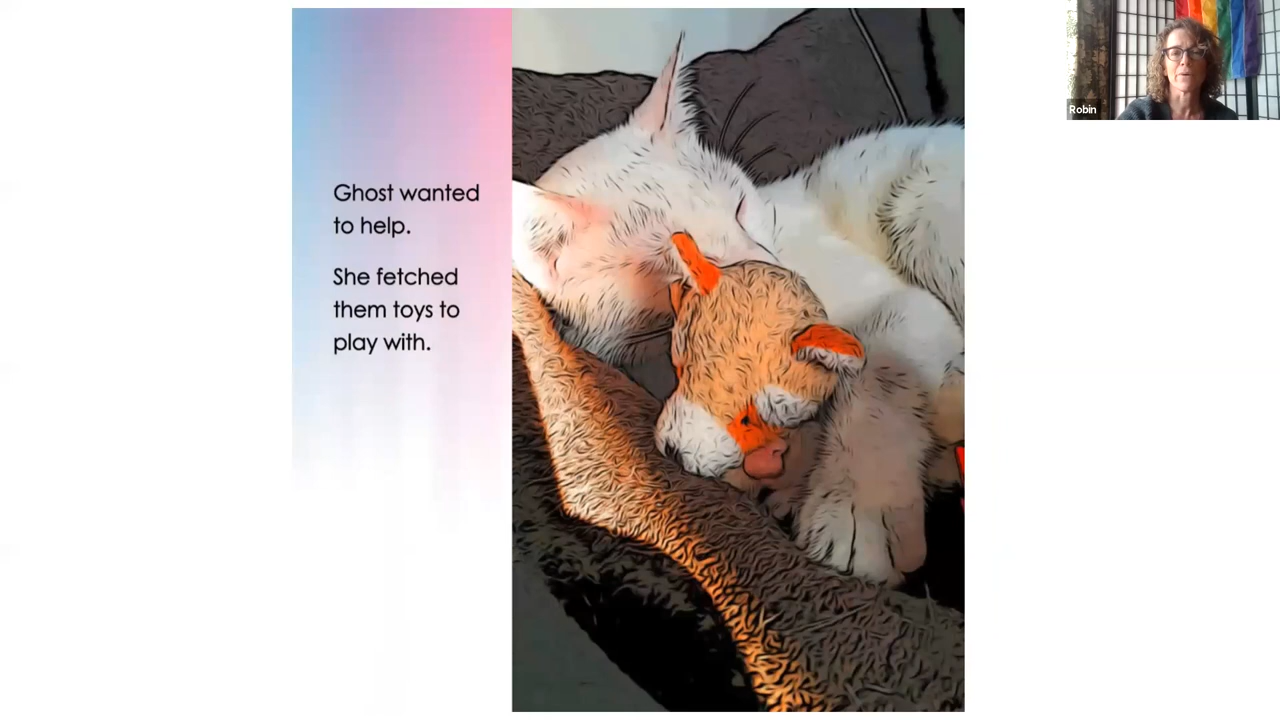 Ghost wanted
to help.
She fetched
them toys to
play with.
Robin